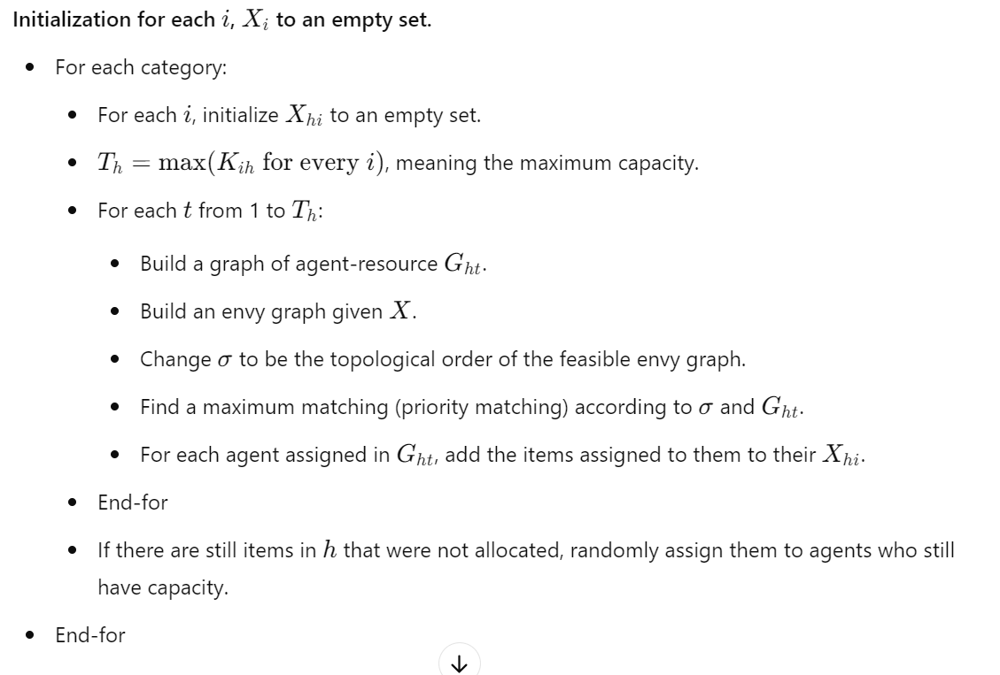 Initialization for each i, X_i to an empty set.
• For each category:
• For each i, initialize X_{hi} to an empty set.
• T_h = max(K_{ih} for every i), meaning the maximum capacity.
• For each t from 1 to T_h:
• Build a graph of agent-resource G_{ht}.
• Build an envy graph given X.
• Change σ to be the topological order of the feasible envy graph.
• Find a maximum matching (priority matching) according to σ and G_{ht}.
• For each agent assigned in G_{ht}, add the items assigned to them to their X_{hi}.
• End-for
• If there are still items in h that were not allocated, randomly assign them to agents who still
have capacity.
• End-for